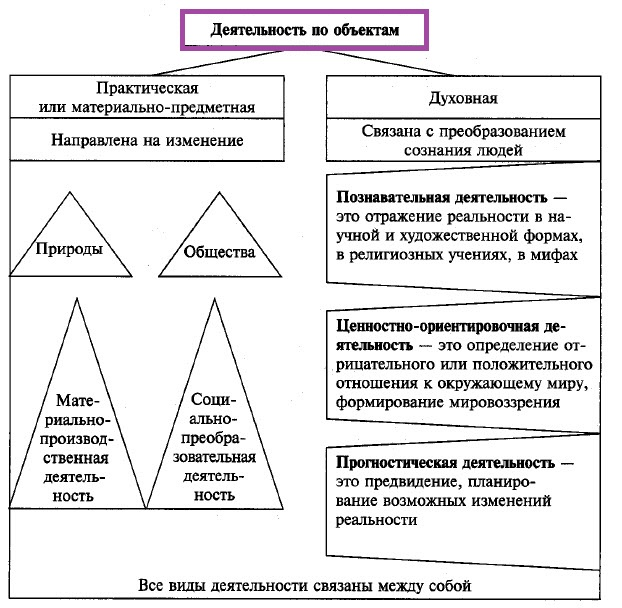 Деятельность по объектам
Практическая
или материально-предметная
Направлена на изменение
Природы
Общества
Мате-
риально-
производ-
ственная
деятель-
ность
Соци-
ально-
преобра-
зовательная
деятель-
ность
Духовная
Связана с преобразованием
сознания людей
Познавательная деятельность —
это отражение реальности в на-
учной и художественной формах,
в религиозных учениях, в мифах
Ценностно-ориентировочная де-
ятельность — это определение от-
рицательного или положительного
отношения к окружающему миру,
формирование мировоззрения
Прогностическая деятельность —
это предвидение, планиро-
вание возможных изменений
реальности
Все виды деятельности связаны между собой